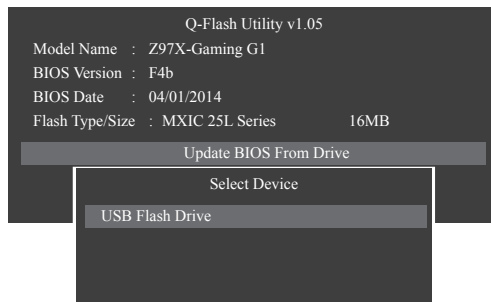 Q-Flash Utility v1.05
Model Name : Z97X-Gaming G1
BIOS Version : F4b
BIOS Date : 04/01/2014
Flash Type/Size : MXIC 25L Series 16MB
Update BIOS From Drive
Select Device
USB Flash Drive